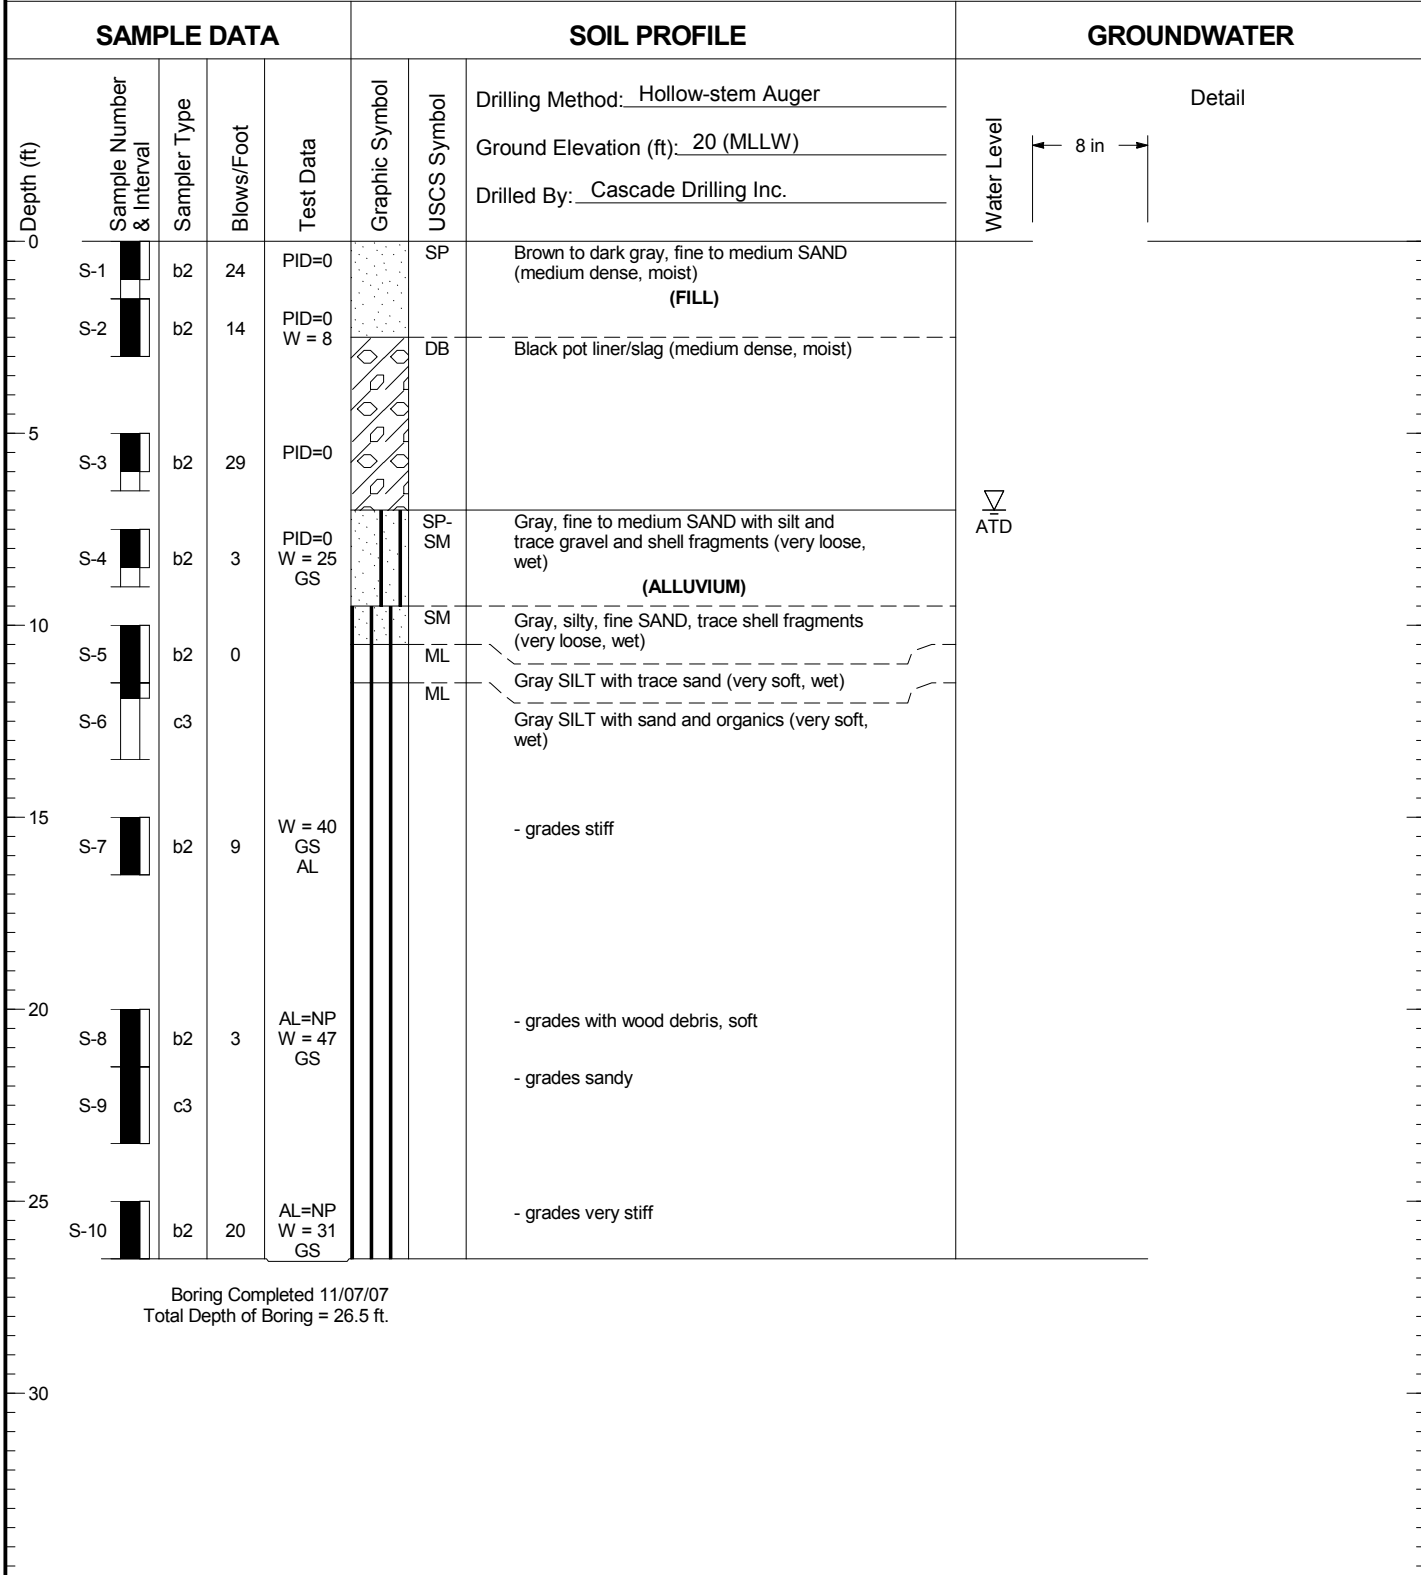 SAMPLE DATA
SOIL PROFILE
GROUNDWATER
Depth (ft)
Sample Number
& Interval
Sampler Type
Blows/Foot
Test Data
Graphic Symbol
USCS Symbol
Drilling Method: Hollow-stem Auger
Ground Elevation (ft): 20 (MLLW)
Drilled By: Cascade Drilling Inc.
Water Level
Detail
8 in
0
S-1 b2 24 PID=0
SP
Brown to dark gray, fine to medium SAND
(medium dense, moist)
(FILL)
S-2 b2 14 PID=0
W = 8
DB
Black pot liner/slag (medium dense, moist)
5
S-3 b2 29 PID=0
ATD
SP-
SM
Gray, fine to medium SAND with silt and
trace gravel and shell fragments (very loose,
wet)
(ALLUVIUM)
S-4 b2 3 PID=0
W = 25
GS
10
SM
Gray, silty, fine SAND, trace shell fragments
(very loose, wet)
S-5 b2 0
ML
Gray SILT with trace sand (very soft, wet)
ML
Gray SILT with sand and organics (very soft,
wet)
S-6 c3
15
S-7 b2 9 W = 40
GS
AL
- grades stiff
20
S-8 b2 3 AL=NP
W = 47
GS
- grades with wood debris, soft
- grades sandy
S-9 c3
25
S-10 b2 20 AL=NP
W = 31
GS
- grades very stiff
Boring Completed 11/07/07
Total Depth of Boring = 26.5 ft.
30